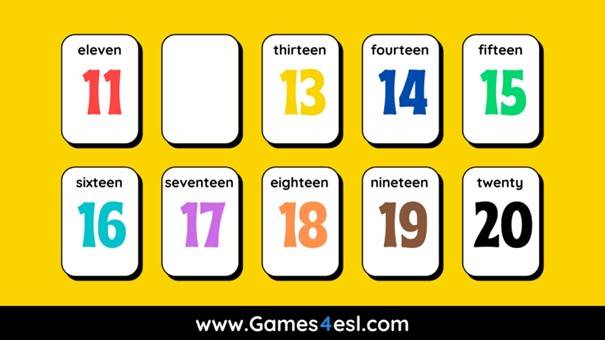 eleven thirteen fourteen fifteen
11 13 14 15
sixteen seventeen eighteen nineteen twenty
16 17 18 19 20
www.Games4esl.com